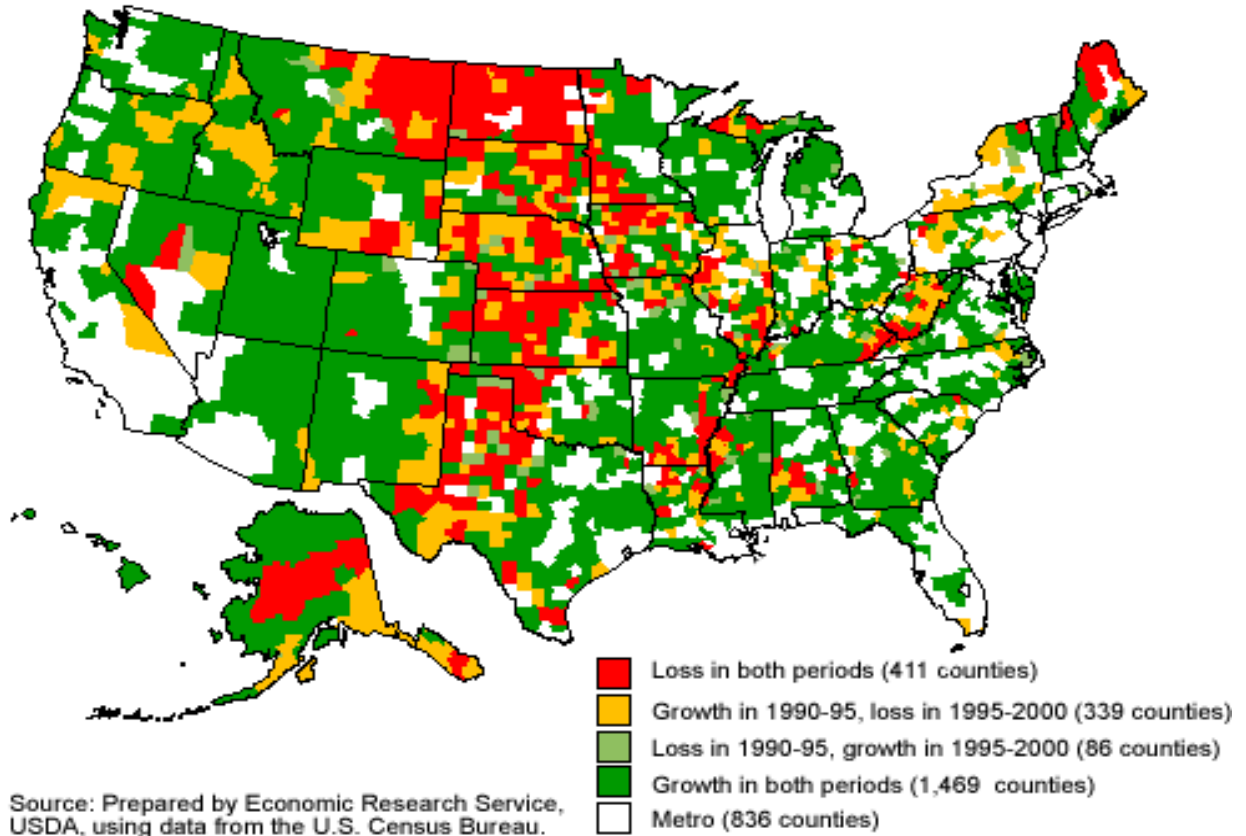 Loss in both periods (411 counties)
Growth in 1990-95, loss in 1995-2000 (339 counties)
Loss in 1990-95, growth in 1995-2000 (86 counties)
Growth in both periods (1,469 counties)
Metro (836 counties)
Source: Prepared by Economic Research Service,
USDA, using data from the U.S. Census Bureau.